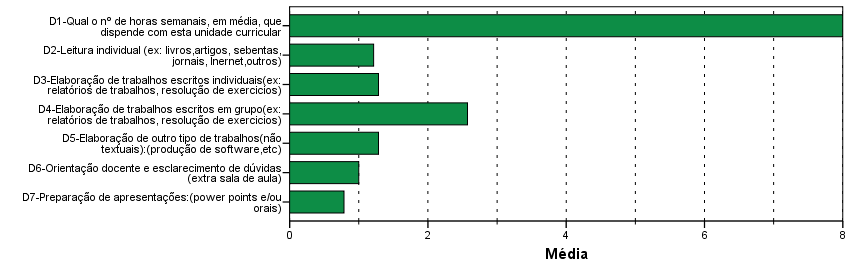 D1-Qual o nº de horas semanais, em média, que
dispende com esta unidade curricular
D2-Leitura individual (ex: livros,artigos, sebentas,
jornais, Inernet,outros)
D3-Elaboração de trabalhos escritos individuais(ex:
relatórios de trabalhos, resolução de exercicios)
D4-Elaboração de trabalhos escritos em grupo(ex:
relatórios de trabalhos, resolução de exercicios)
D5-Elaboração de outro tipo de trabalhos(não
textuais):(produção de software,etc)
D6-Orientação docente e esclarecimento de dúvidas
(extra sala de aula)
D7-Preparação de apresentações:(power points e/ou
orais)
0 2 4 6 8
Média